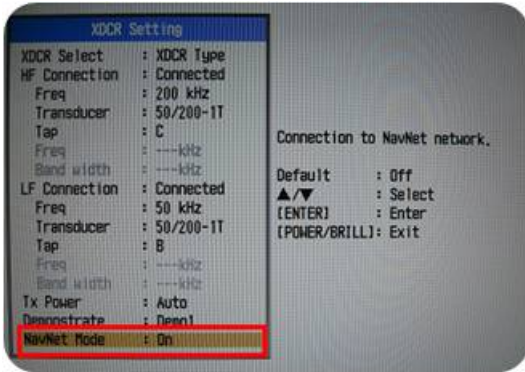 XDCR Setting
XDCR Select : XDCR Type
HF Connection : Connected
Freq : 200 kHz
Transducer : 50/200-1T
Tap : C
Freq : ---kHz
Band width : ---kHz
LF Connection : Connected
Freq : 50 kHz
Transducer : 50/200-1T
Tap : B
Freq : ---kHz
Band width : ---kHz
Tx Power : Auto
Demonstrate : Demo1
NavNet Mode : On
Connection to NavNet network.
Default : Off
▲/▼ : Select
[ENTER] : Enter
[POWER/BRILL]: Exit